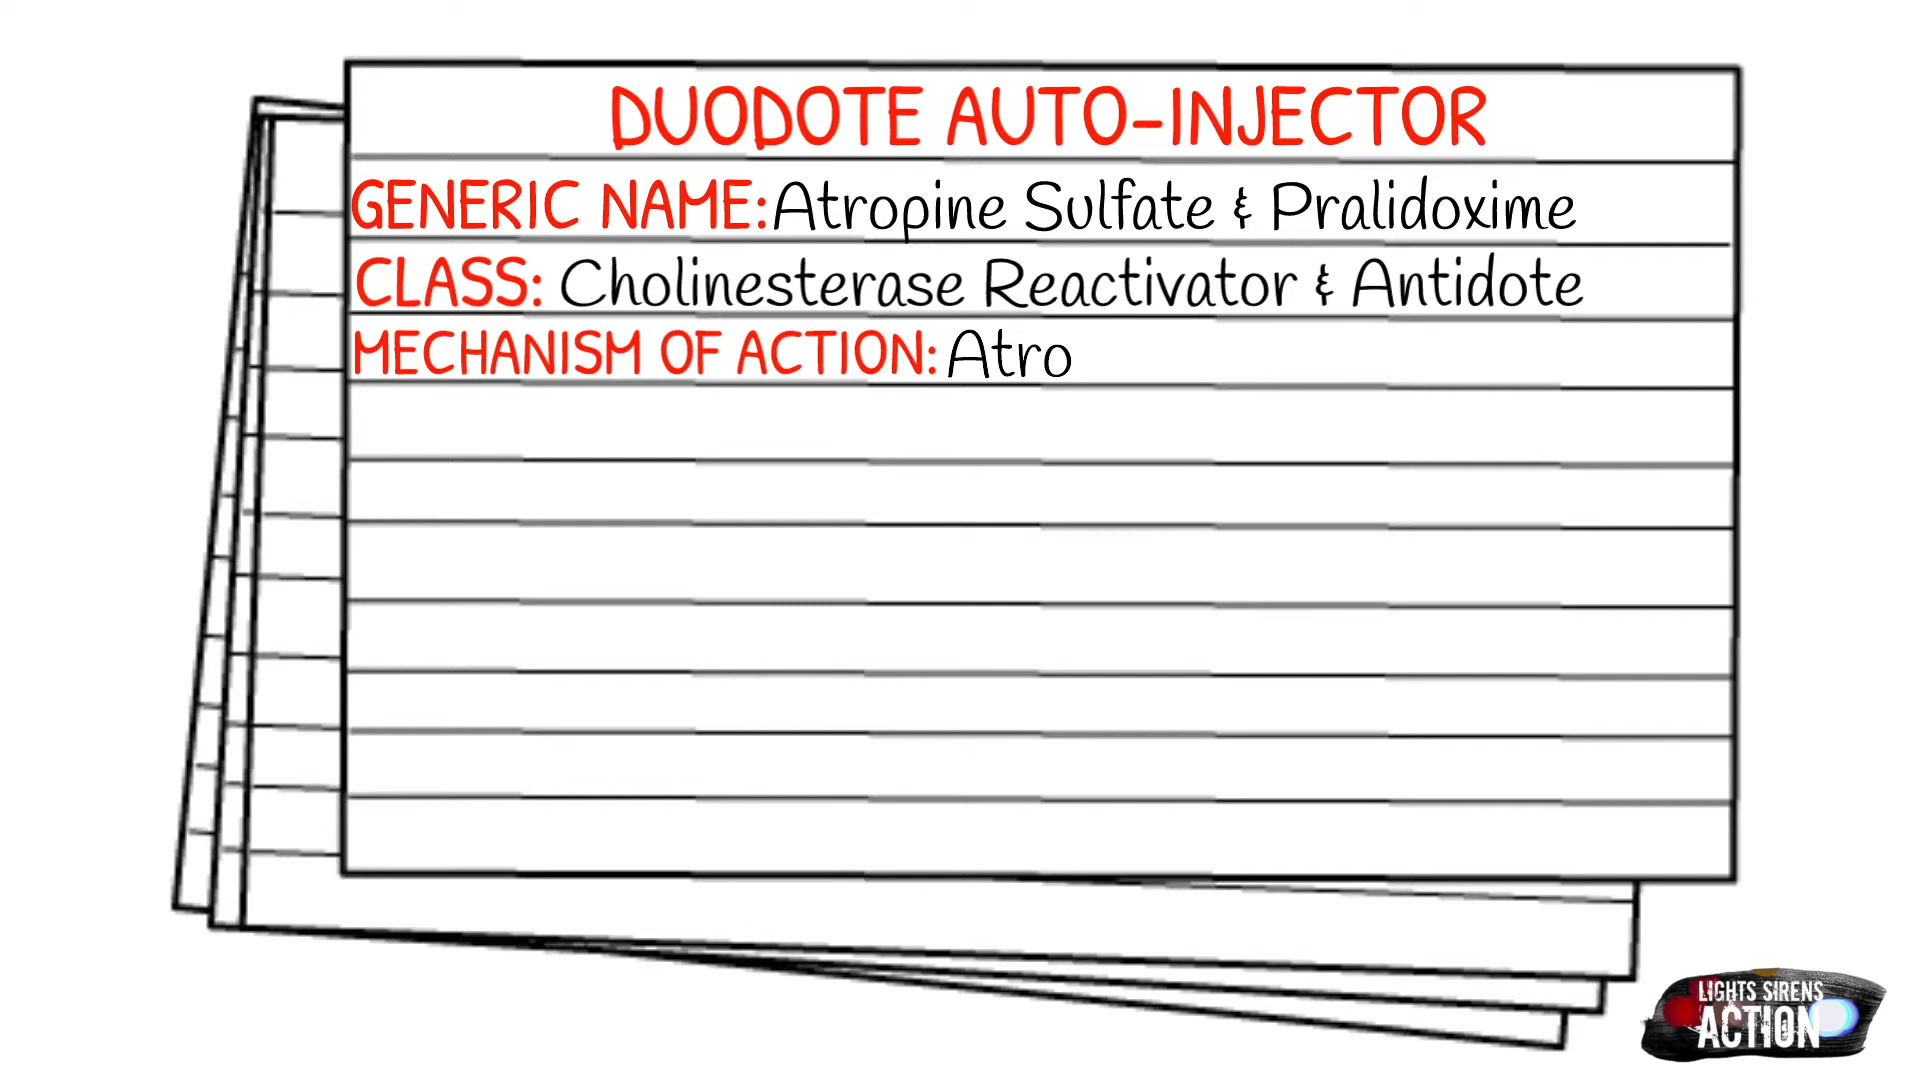 DUODOTE AUTO-INJECTOR
GENERIC NAME: Atropine Sulfate & Pralidoxime
CLASS: Cholinesterase Reactivator & Antidote
MECHANISM OF ACTION: Atro
LIGHTS SIRENS
ACTION